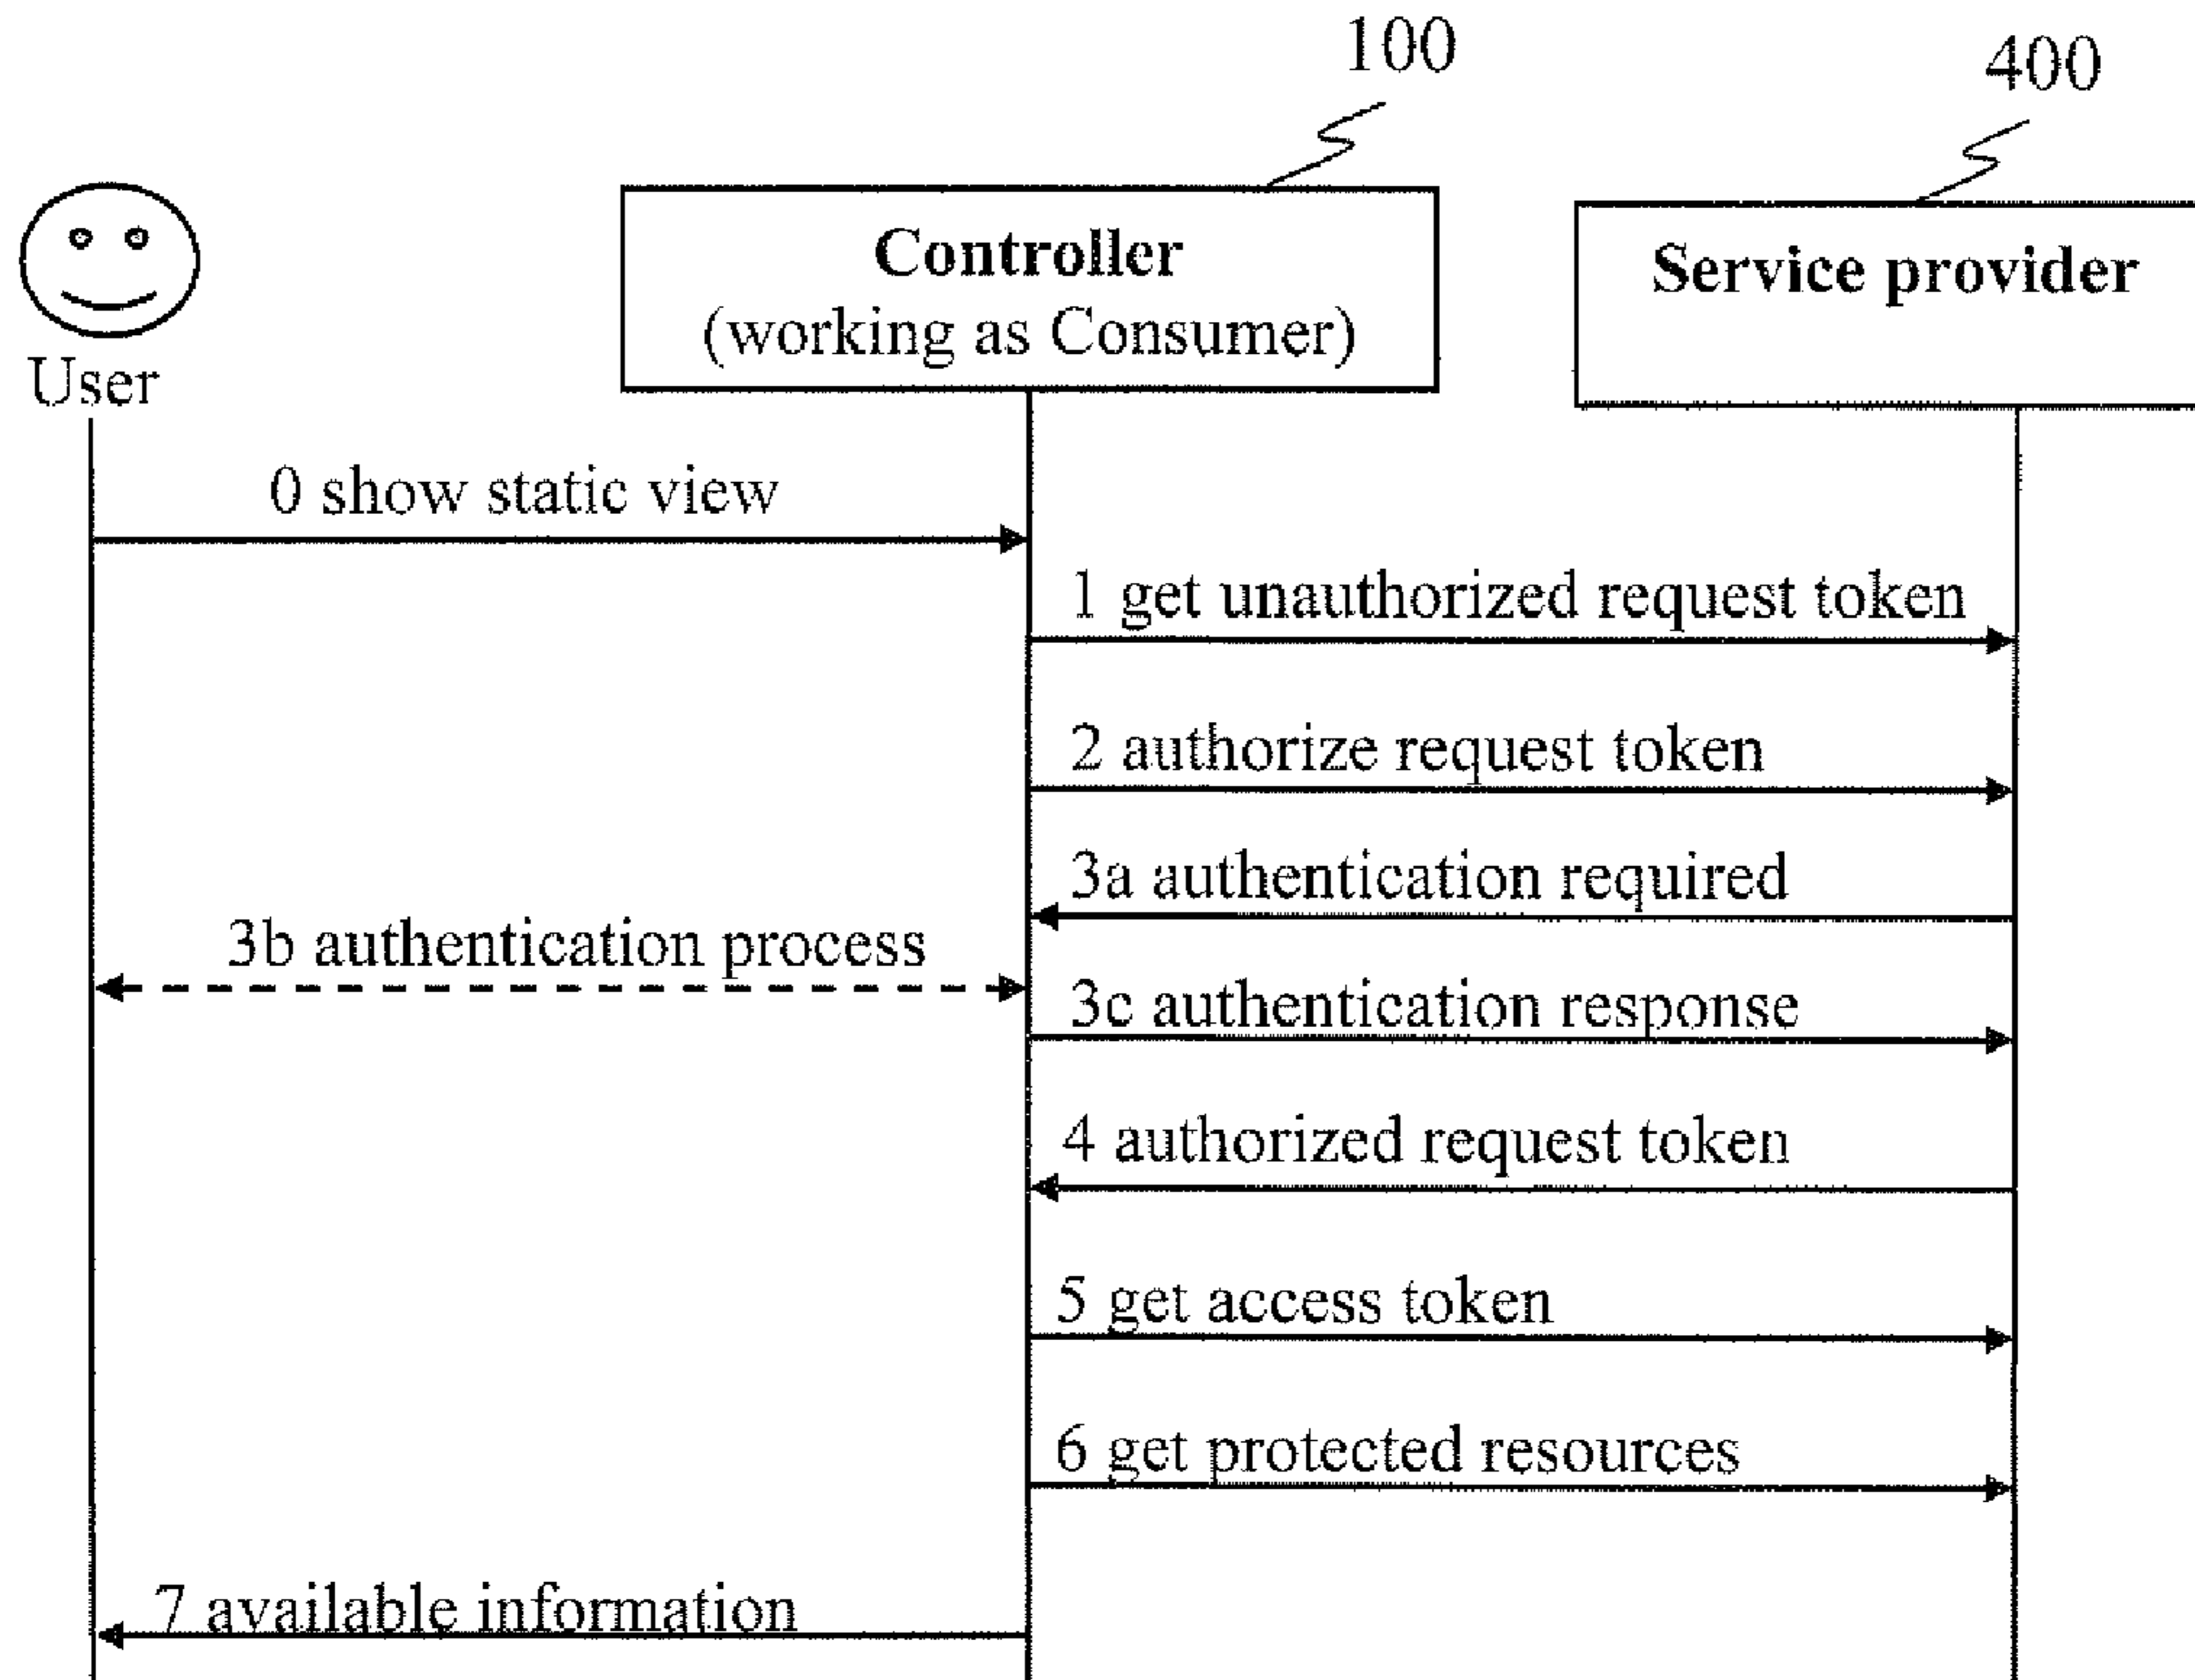 100
400
Controller
(working as Consumer)
Service provider
User
0 show static view
1 get unauthorized request token
2 authorize request token
3a authentication required
3b authentication process
3c authentication response
4 authorized request token
5 get access token
6 get protected resources
7 available information